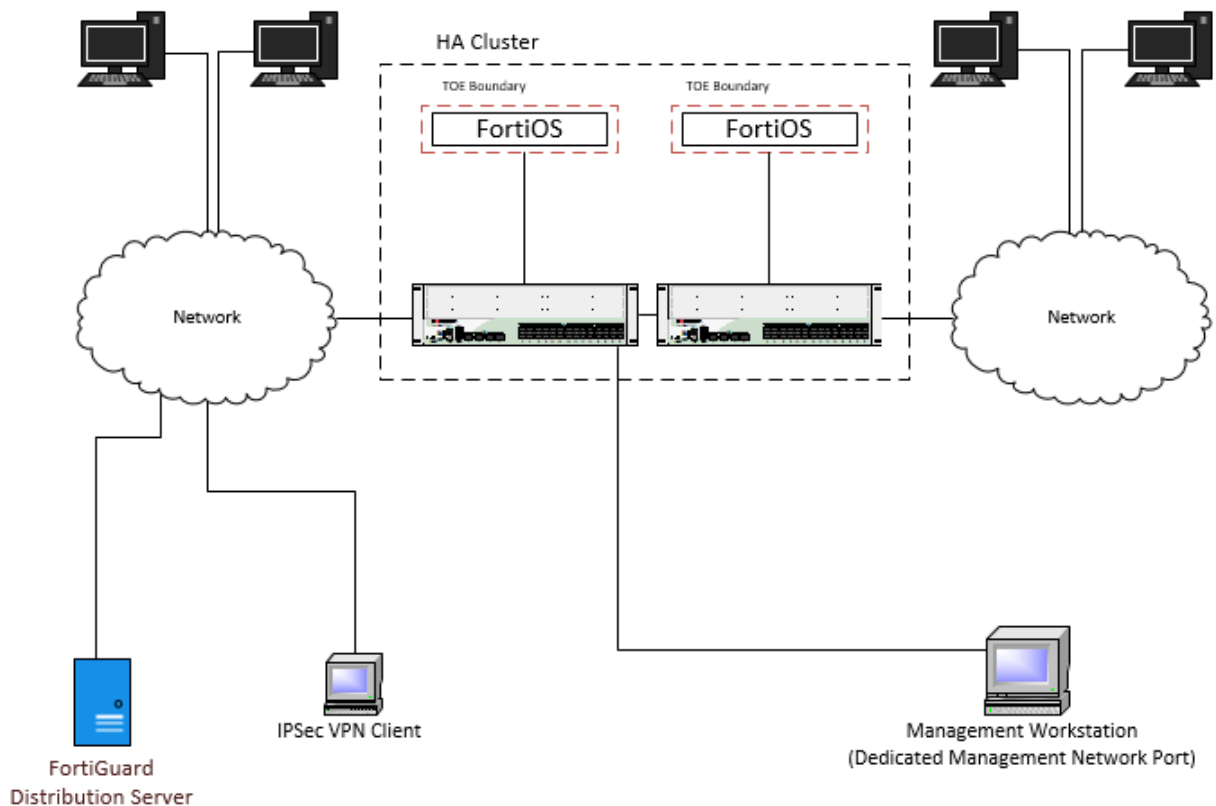 HA Cluster
TOE Boundary
TOE Boundary
FortiOS
FortiOS
Network
Network
IPSec VPN Client
Management Workstation
(Dedicated Management Network Port)
FortiGuard
Distribution Server